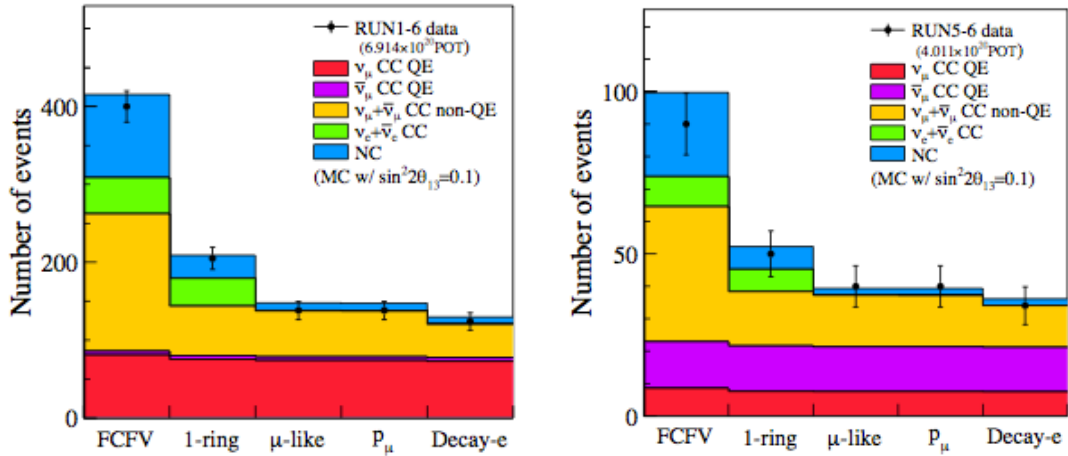 RUN1-6 data
(6.914×10²⁰POT)
ν_μ CC QE
ν̅_μ CC QE
ν_μ+ν̅_μ CC non-QE
ν_e+ν̅_e CC
NC
(MC w/ sin²2θ₁₃=0.1)
Number of events
400
200
0
FCFV 1-ring μ-like p_μ Decay-e
RUN5-6 data
(4.011×10²⁰POT)
ν_μ CC QE
ν̅_μ CC QE
ν_μ+ν̅_μ CC non-QE
ν_e+ν̅_e CC
NC
(MC w/ sin²2θ₁₃=0.1)
Number of events
100
50
0
FCFV 1-ring μ-like p_μ Decay-e